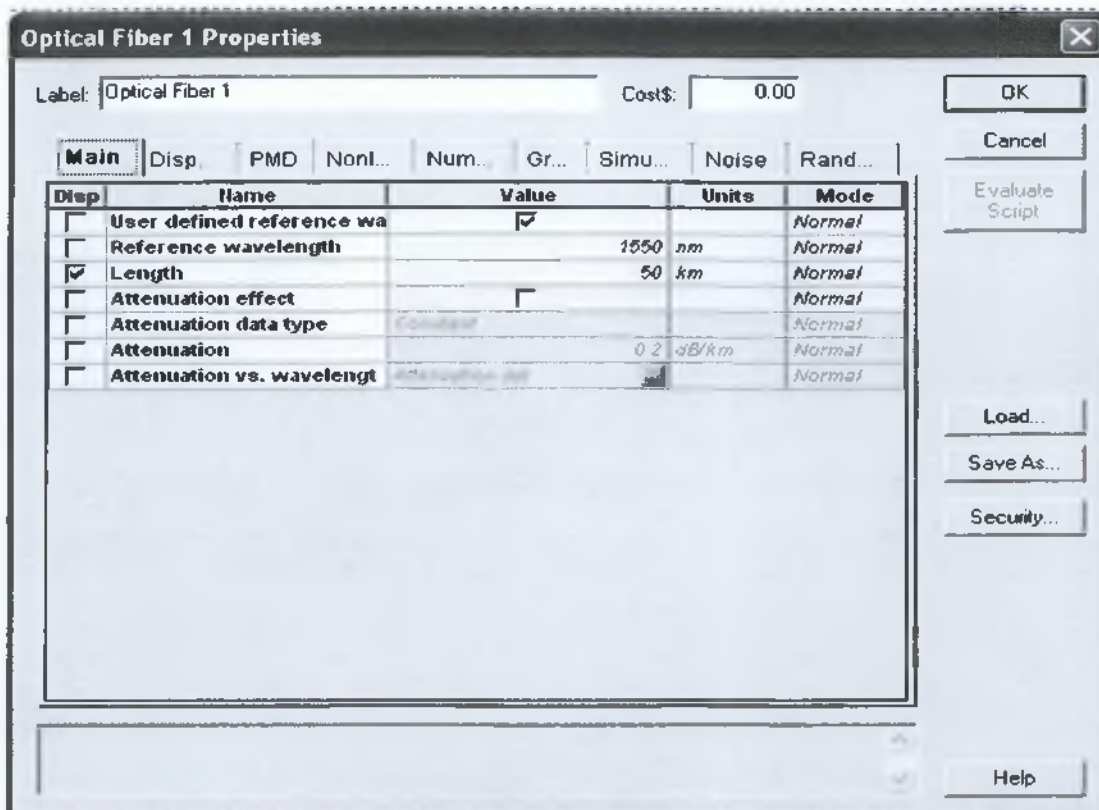 Optical Fiber 1 Properties
Label: Optical Fiber 1 Cost$: 0.00
OK
Cancel
Evaluate Script
Main Disp. PMD Nonl... Num... Gr... Simu... Noise Rand...
Disp Name Value Units Mode
User defined reference wa Normal
Reference wavelength 1550 nm Normal
Length 50 km Normal
Attenuation effect Normal
Attenuation data type Constant Normal
Attenuation 0.2 dB/km Normal
Attenuation vs. wavelengt Normal
Load...
Save As...
Security...
Help